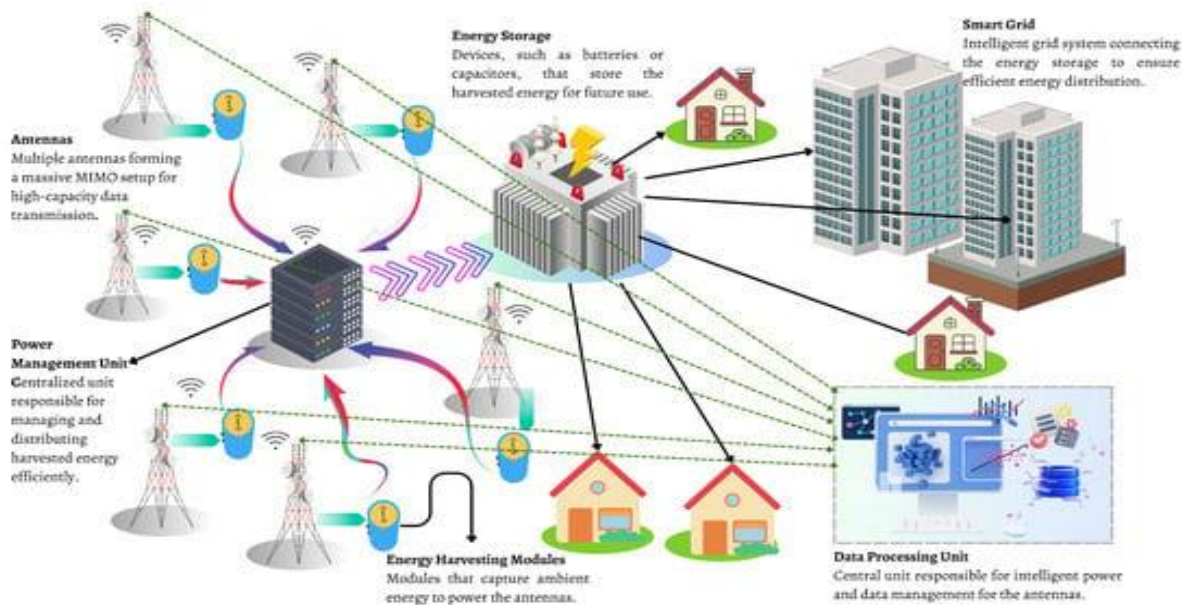 Energy Storage
Devices, such as batteries or
capacitors, that store the
harvested energy for future use.
Smart Grid
Intelligent grid system connecting
the energy storage to ensure
efficient energy distribution.
Antennas
Multiple antennas forming
a massive MIMO setup for
high-capacity data
transmission.
Power
Management Unit
Centralized unit
responsible for
managing and
distributing
harvested energy
efficiently.
Energy Harvesting Modules
Modules that capture ambient
energy to power the antennas.
Data Processing Unit
Central unit responsible for intelligent power
and data management for the antennas.